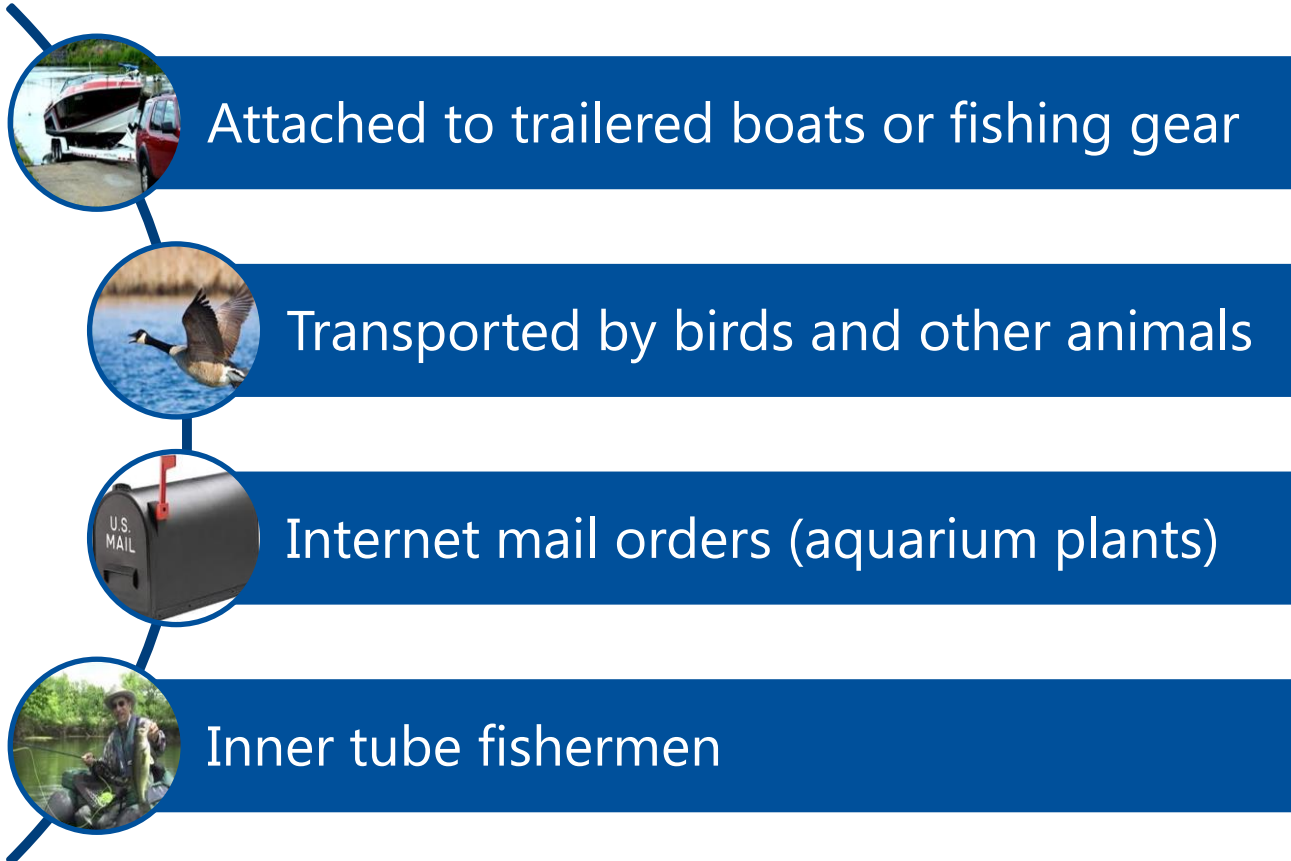 Attached to trailered boats or fishing gear
Transported by birds and other animals
U.S.
MAIL
Internet mail orders (aquarium plants)
Inner tube fishermen